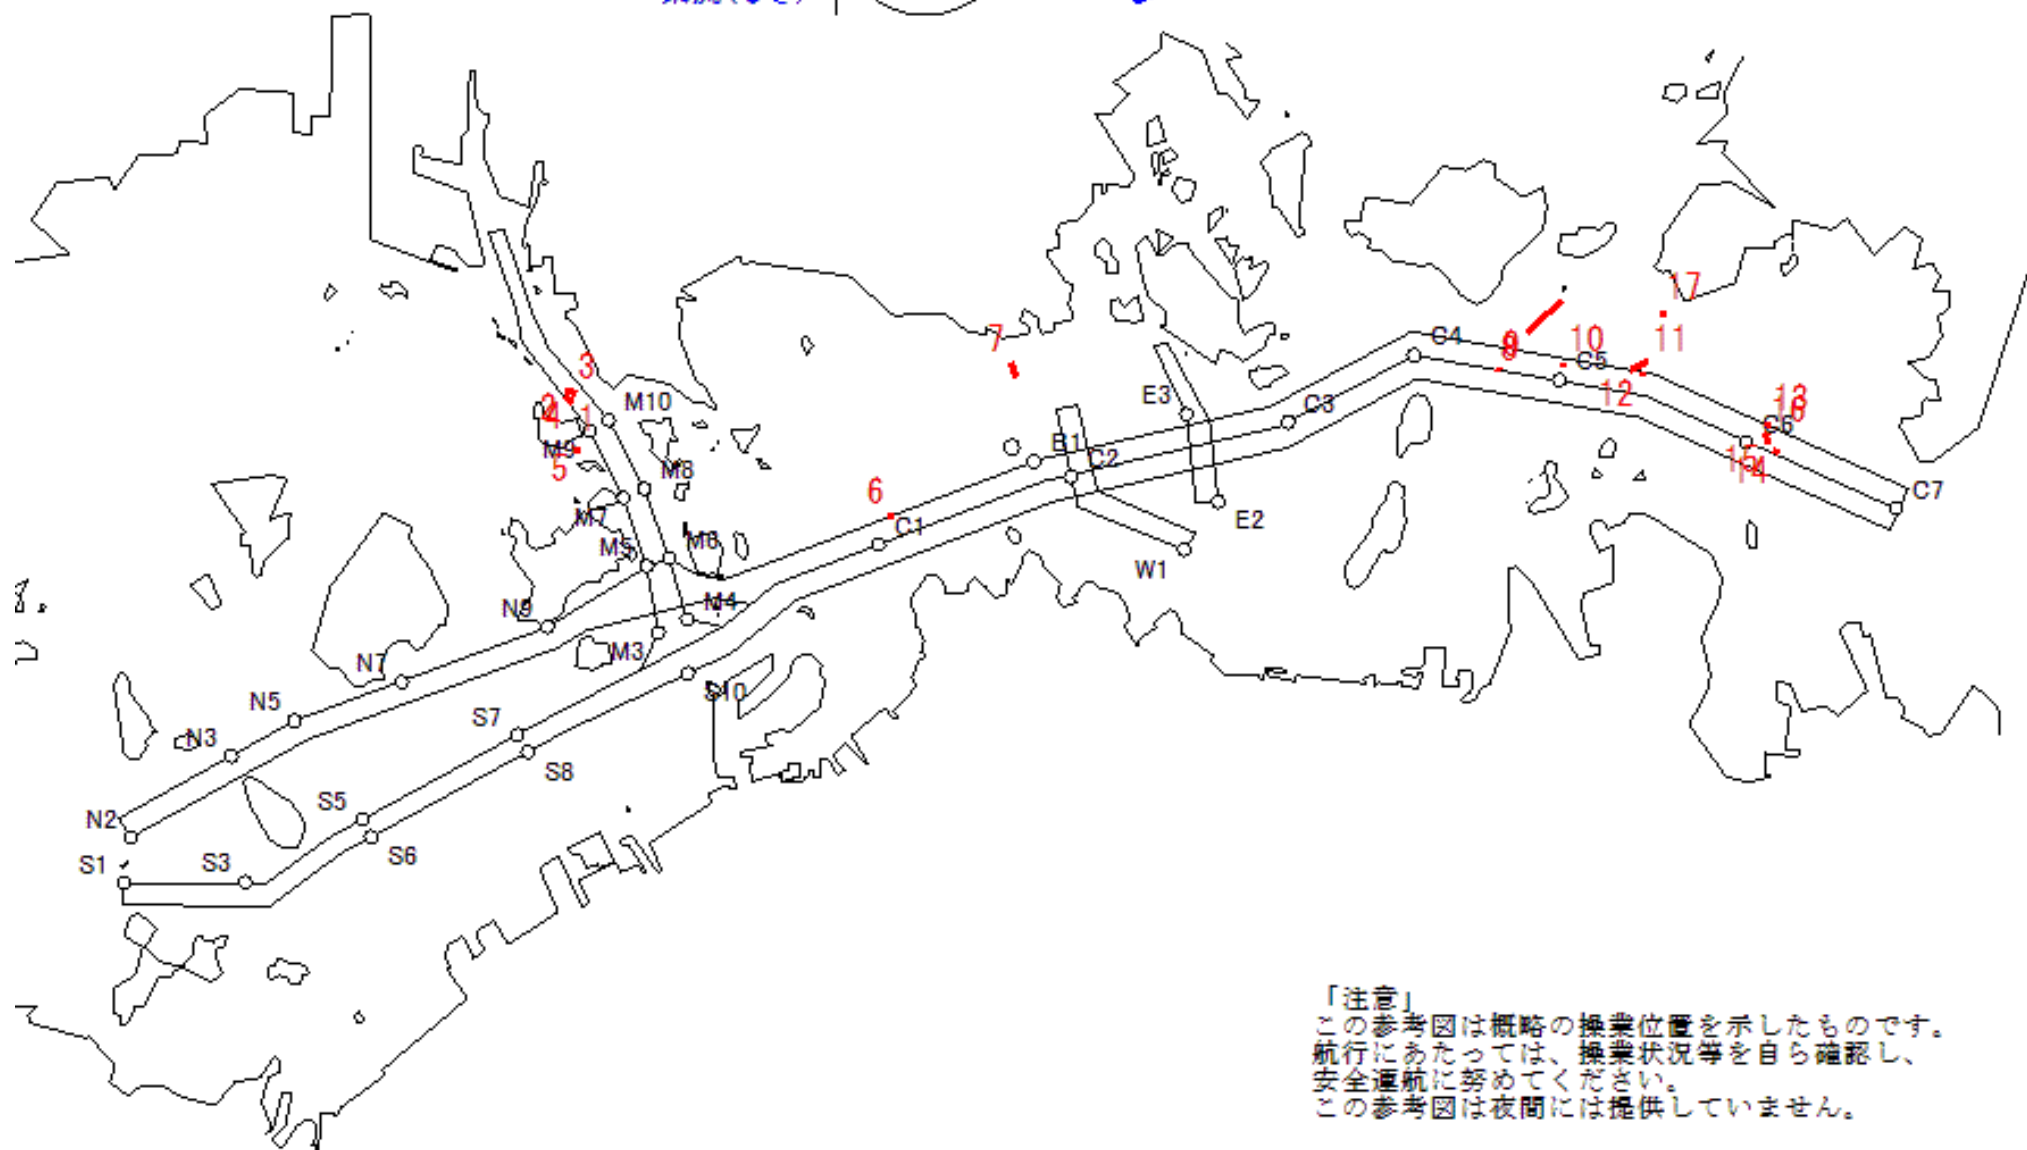 17
C4
10
C5
11
7
3
12
E3
M10
13
2
4
1
C3
C6
M9
B1
C2
5
M8
15
14
6
C7
M7
C1
E2
M5
M6
W1
N9
M4
M3
N7
S10
N5
S7
N3
S8
S5
N2
S6
S1
S3
「注意」
この参考図は概略の操業位置を示したものです。
航行にあたっては、操業状況等を自ら確認し、
安全運航に努めてください。
この参考図は夜間には提供していません。